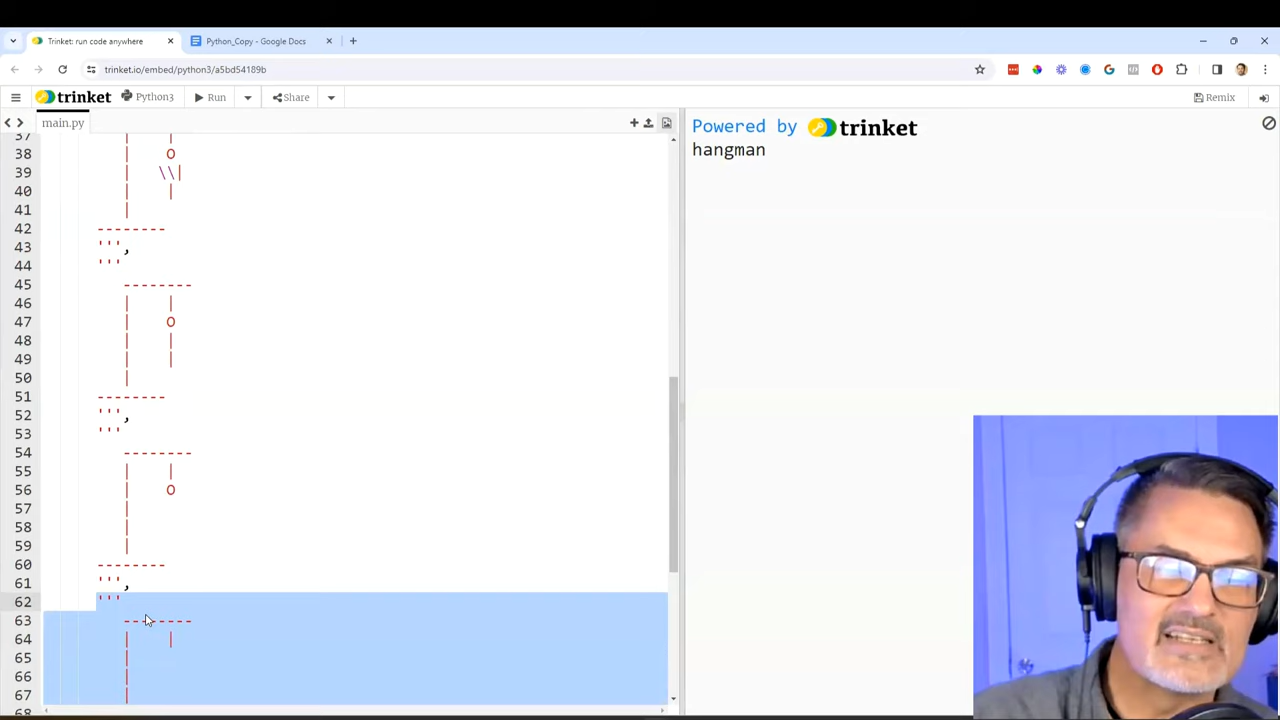 Trinket: run code anywhere
Python_Copy - Google Docs
trinket.io/embed/python3/a5bd54189b
trinket
Python3
Run
Share
Remix
main.py
37 | |
38 | O
39 | \\|
40 | |
41 |
42 --------
43 ''',
44 '''
45 --------
46 | |
47 | O
48 | |
49 | |
50 |
51 --------
52 ''',
53 '''
54 --------
55 | |
56 | O
57 |
58 |
59 |
60 --------
61 ''',
62 '''
63 --------
64 | |
65 |
66 |
67 |
68
Powered by trinket
hangman